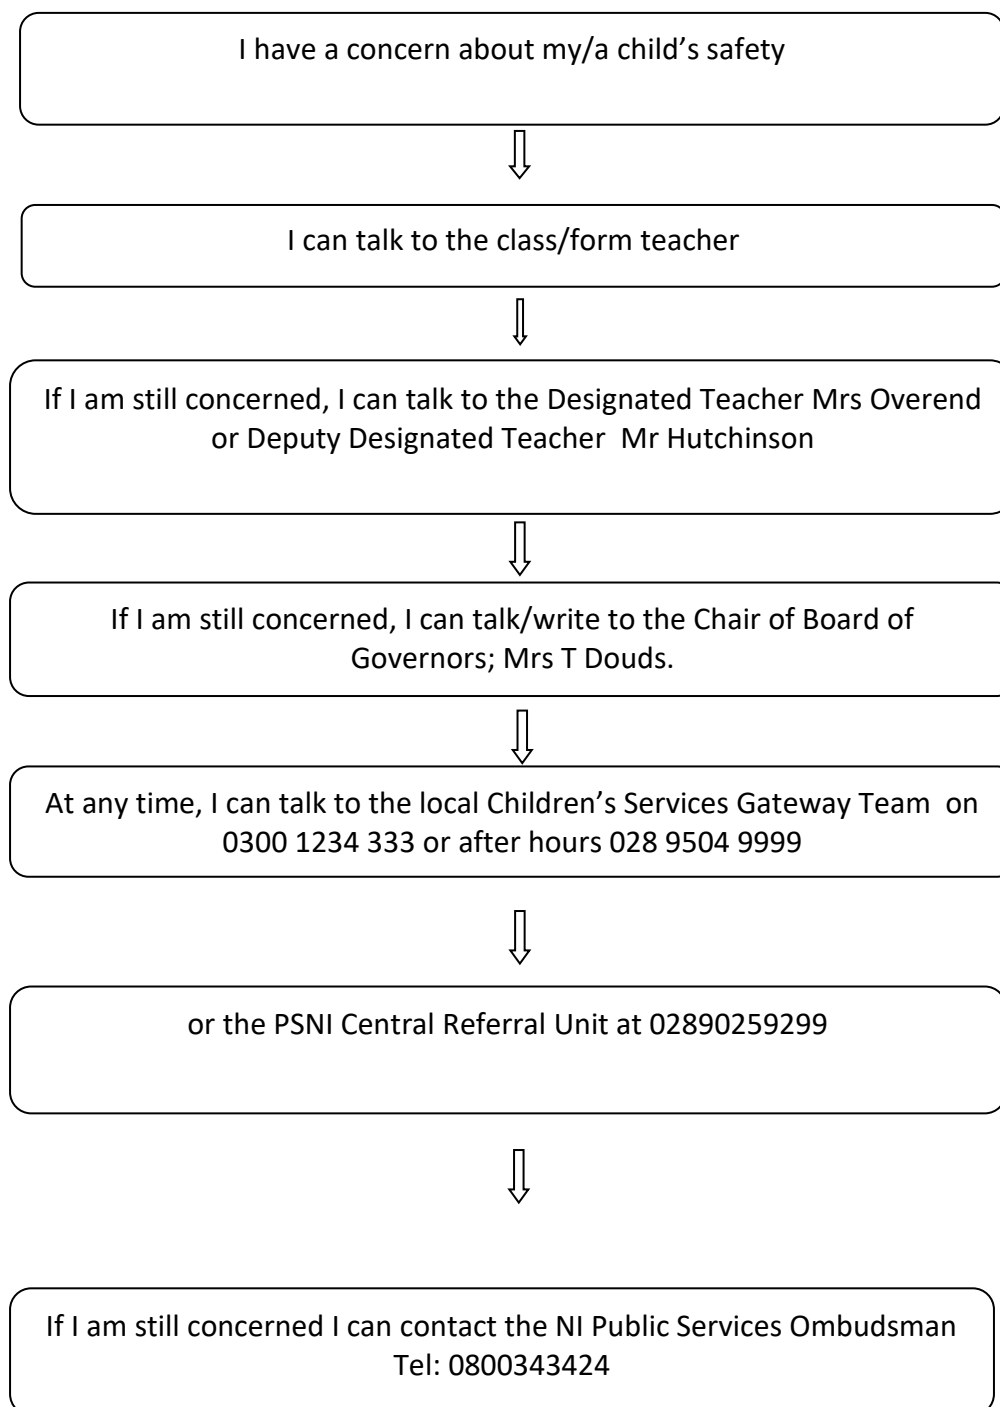 I have a concern about my/a child’s safety
I can talk to the class/form teacher
If I am still concerned, I can talk to the Designated Teacher Mrs Overend
or Deputy Designated Teacher  Mr Hutchinson
If I am still concerned, I can talk/write to the Chair of Board of
Governors; Mrs T Douds.
At any time, I can talk to the local Children’s Services Gateway Team  on
0300 1234 333 or after hours 028 9504 9999
or the PSNI Central Referral Unit at 02890259299
If I am still concerned I can contact the NI Public Services Ombudsman
Tel: 0800343424